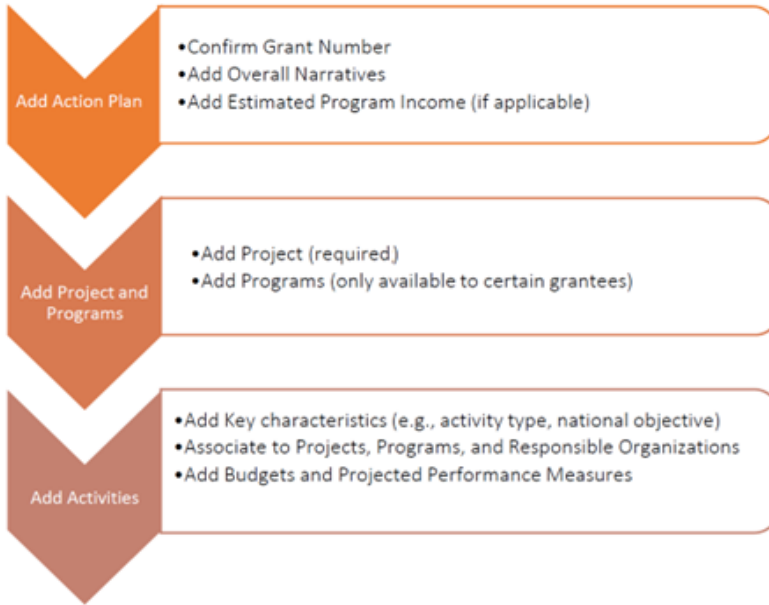 Add Action Plan
•Confirm Grant Number
•Add Overall Narratives
•Add Estimated Program Income (if applicable)
Add Project and
Programs
•Add Project (required)
•Add Programs (only available to certain grantees)
Add Activities
•Add Key characteristics (e.g., activity type, national objective)
•Associate to Projects, Programs, and Responsible Organizations
•Add Budgets and Projected Performance Measures